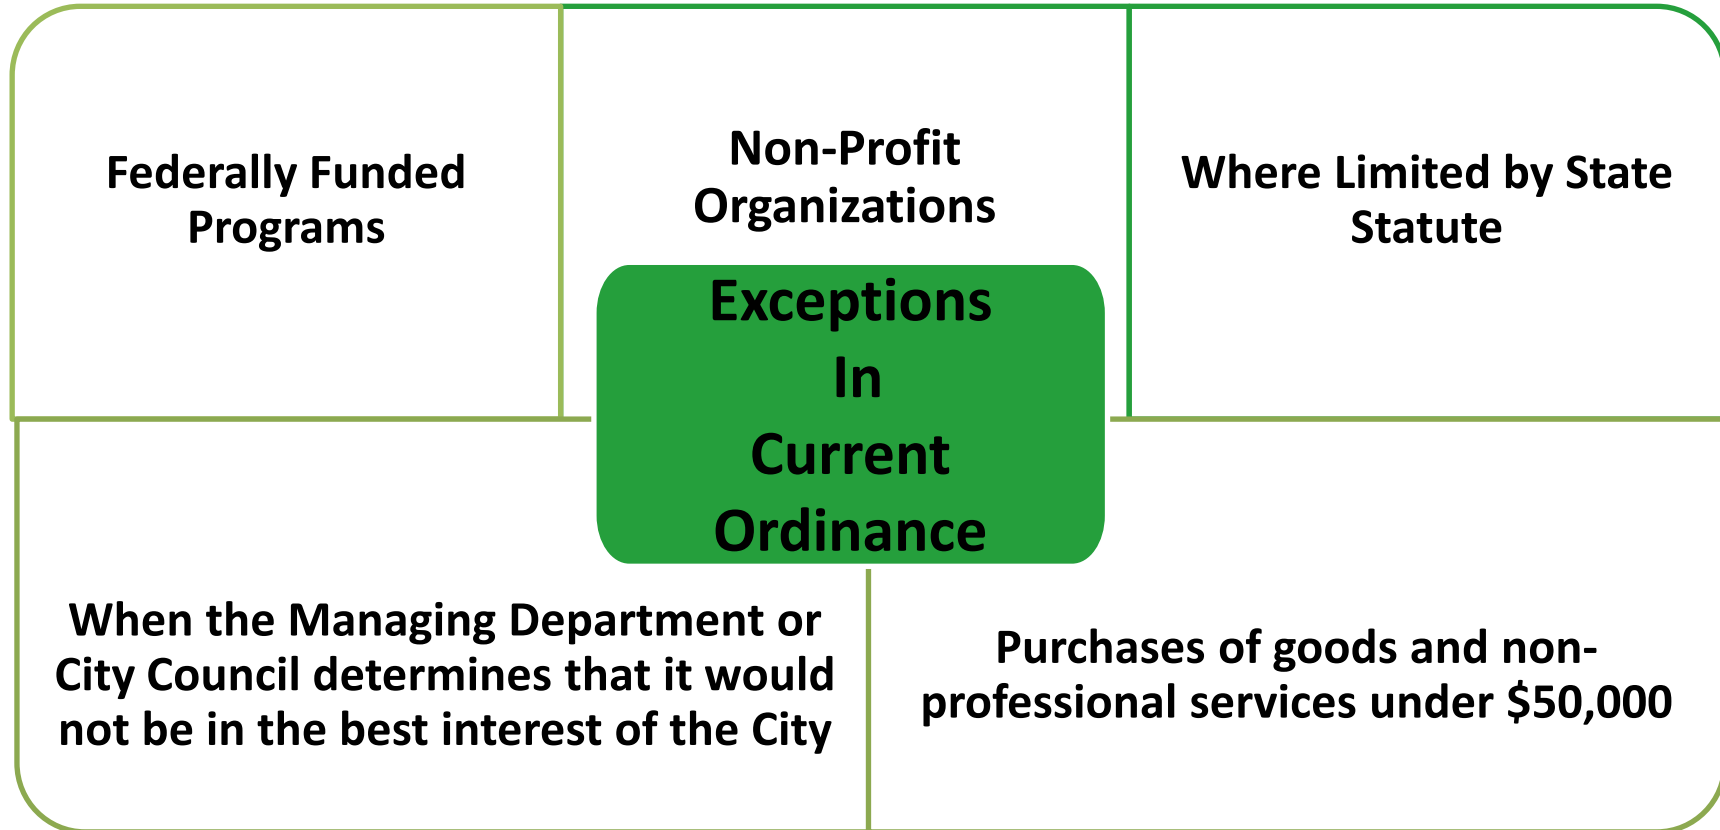 Federally Funded
Programs
Non-Profit
Organizations
Where Limited by State
Statute
Exceptions
In
Current
Ordinance
When the Managing Department or
City Council determines that it would
not be in the best interest of the City
Purchases of goods and non-
professional services under $50,000